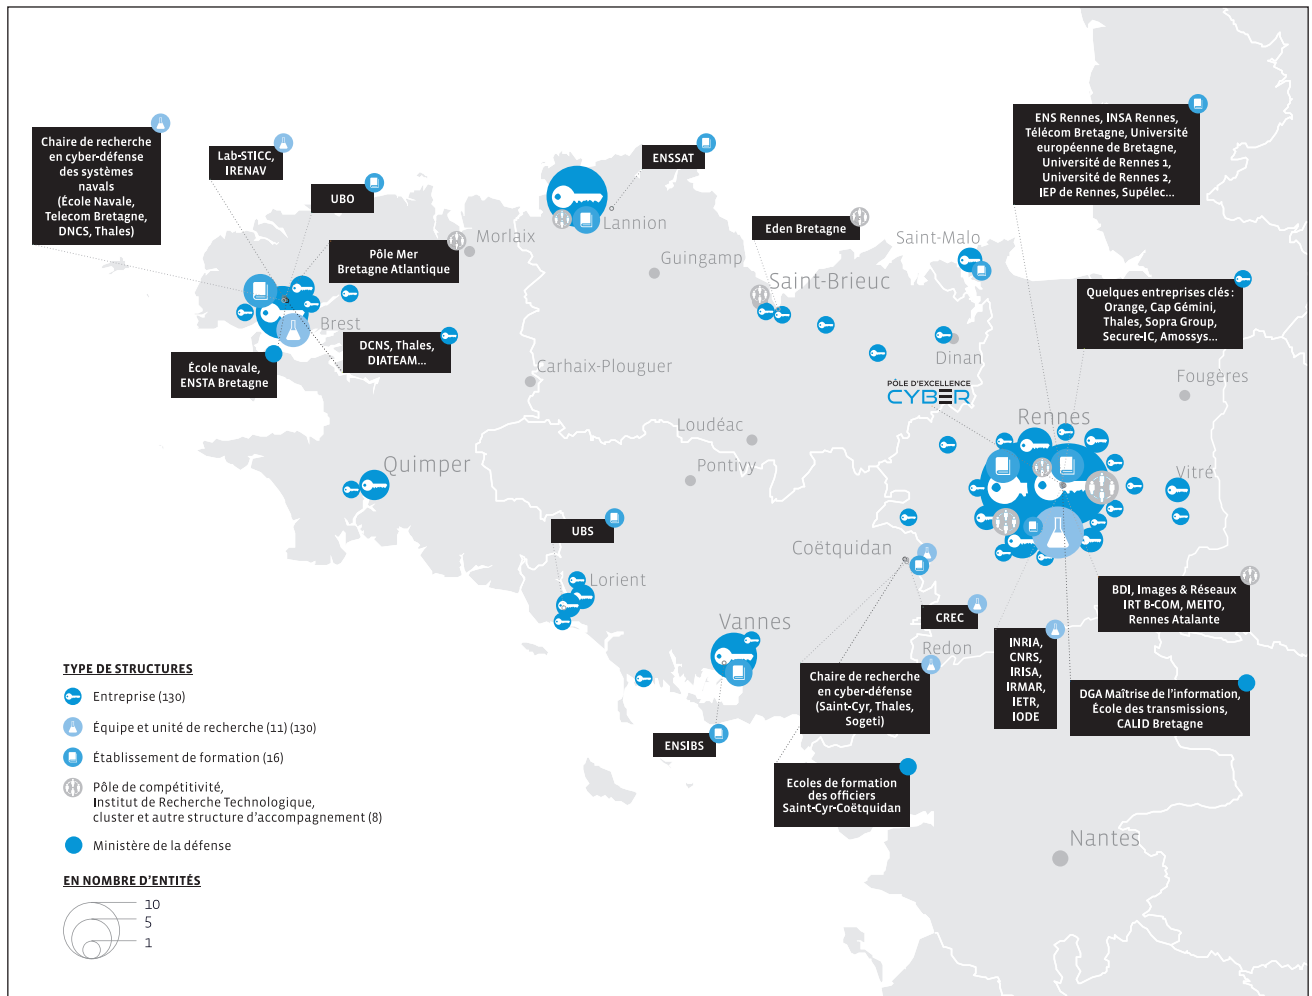 Chaire de recherche
en cyber-défense
des systèmes
navals
(École Navale,
Telecom Bretagne,
DNCS, Thales)
Lab-STICC,
IRENAV
UBO
Pôle Mer
Bretagne Atlantique
DCNS, Thales,
DIATEAM...
École navale,
ENSTA Bretagne
Brest
Morlaix
ENSSAT
Lannion
Guingamp
Eden Bretagne
Saint-Brieuc
Saint-Malo
Dinan
ENS Rennes, INSA Rennes,
Télécom Bretagne, Université
européenne de Bretagne,
Université de Rennes 1,
Université de Rennes 2,
IEP de Rennes, Supélec...
Quelques entreprises clés :
Orange, Cap Gémini,
Thales, Sopra Group,
Secure-IC, Amossys...
Carhaix-Plouguer
PÔLE D'EXCELLENCE
CYBER
Fougères
Rennes
Loudéac
Pontivy
Quimper
Vitré
UBS
Lorient
Coëtquidan
Vannes
CREC
Redon
BDI, Images & Réseaux
IRT B-COM, MEITO,
Rennes Atalante
INRIA,
CNRS,
IRISA,
IRMAR,
IETR,
IODE
Chaire de recherche
en cyber-défense
(Saint-Cyr, Thales,
Sogeti)
DGA Maîtrise de l'information,
École des transmissions,
CALID Bretagne
ENSIBS
Ecoles de formation
des officiers
Saint-Cyr-Coëtquidan
Nantes
TYPE DE STRUCTURES
Entreprise (130)
Équipe et unité de recherche (11) (130)
Établissement de formation (16)
Pôle de compétitivité,
Institut de Recherche Technologique,
cluster et autre structure d'accompagnement (8)
Ministère de la défense
EN NOMBRE D'ENTITÉS
10
5
1